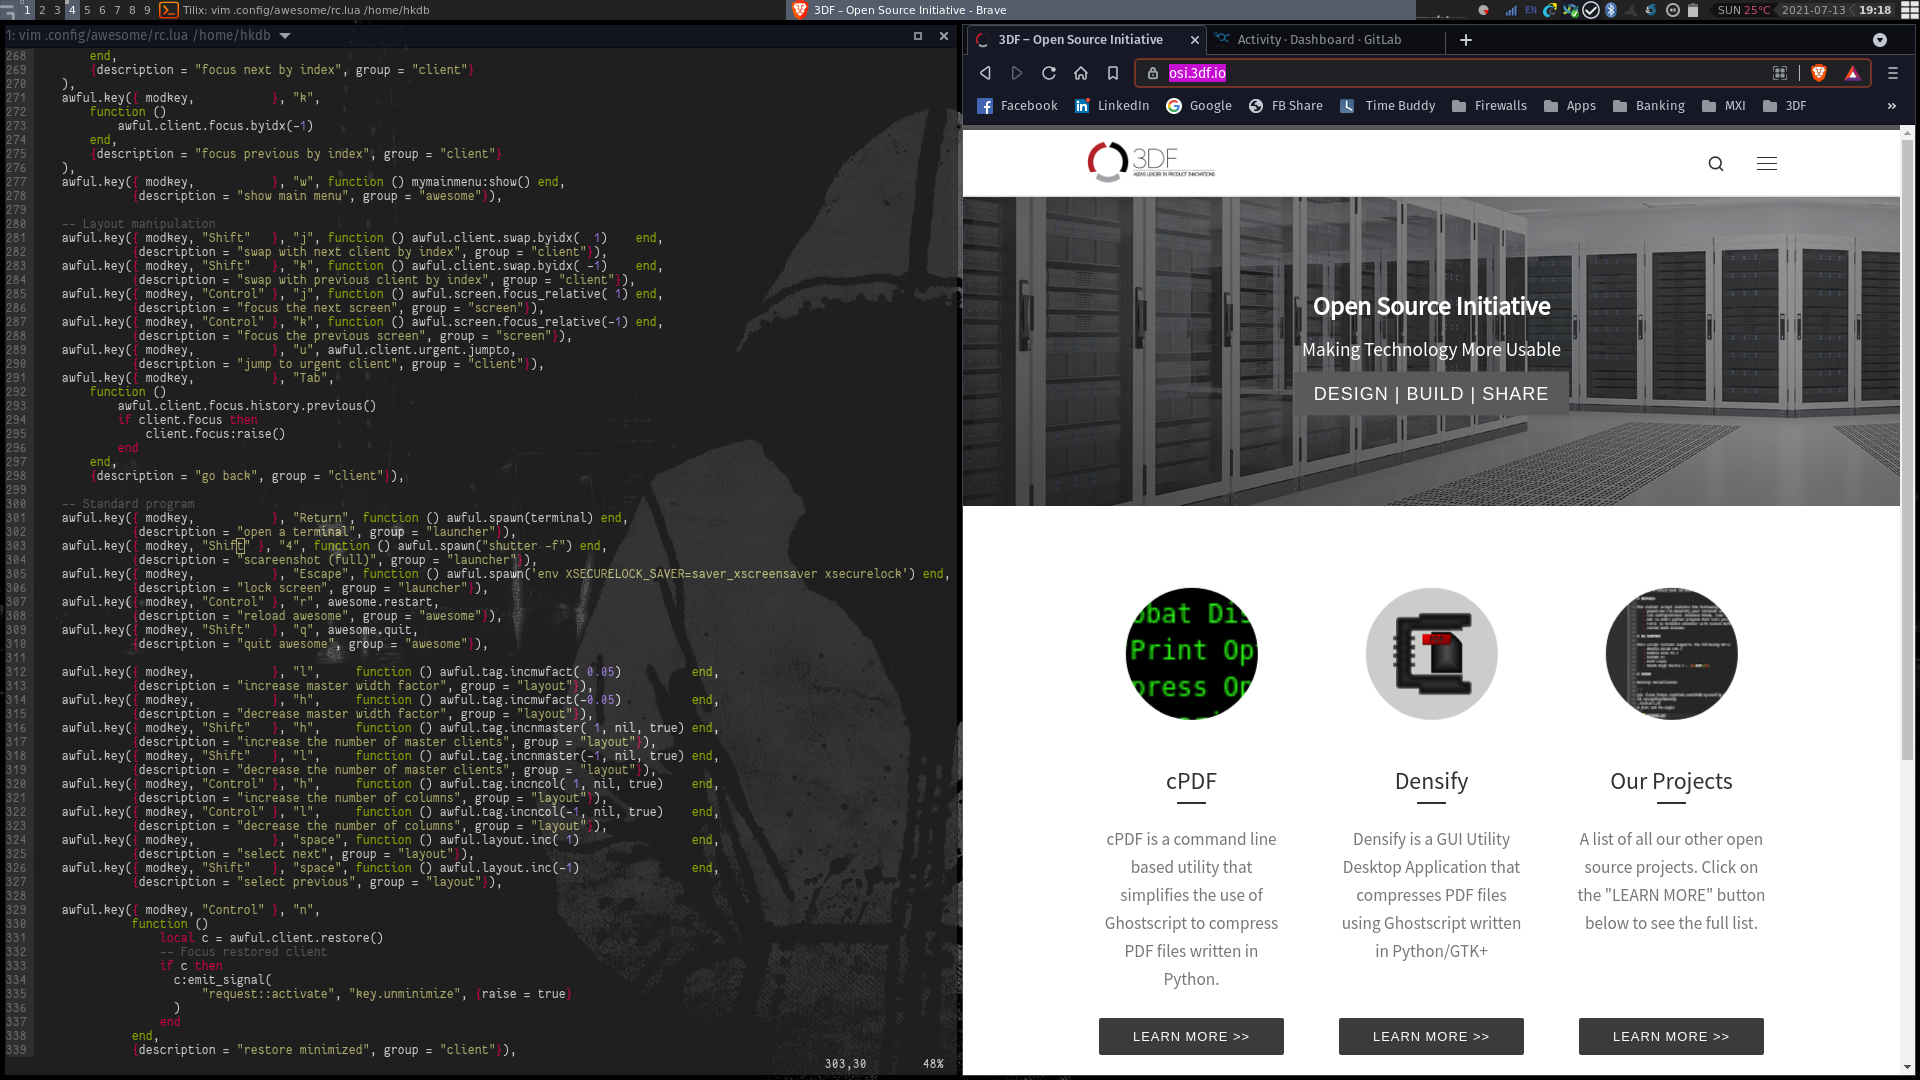 1 2 3 4 5 6 7 8 9 Tilix: vim .config/awesome/rc.lua /home/hkdb
3DF – Open Source Initiative - Brave
EN SUN 25°C 2021-07-13 19:18
1: vim .config/awesome/rc.lua /home/hkdb
268 end,
269 {description = "focus next by index", group = "client"}
270 ),
271 awful.key({ modkey, }, "k",
272 function ()
273 awful.client.focus.byidx(-1)
274 end,
275 {description = "focus previous by index", group = "client"}
276 ),
277 awful.key({ modkey, }, "w", function () mymainmenu:show() end,
278 {description = "show main menu", group = "awesome"}),
279
280 -- Layout manipulation
281 awful.key({ modkey, "Shift" }, "j", function () awful.client.swap.byidx( 1) end,
282 {description = "swap with next client by index", group = "client"}),
283 awful.key({ modkey, "Shift" }, "k", function () awful.client.swap.byidx( -1) end,
284 {description = "swap with previous client by index", group = "client"}),
285 awful.key({ modkey, "Control" }, "j", function () awful.screen.focus_relative( 1) end,
286 {description = "focus the next screen", group = "screen"}),
287 awful.key({ modkey, "Control" }, "k", function () awful.screen.focus_relative(-1) end,
288 {description = "focus the previous screen", group = "screen"}),
289 awful.key({ modkey, }, "u", awful.client.urgent.jumpto,
290 {description = "jump to urgent client", group = "client"}),
291 awful.key({ modkey, }, "Tab",
292 function ()
293 awful.client.focus.history.previous()
294 if client.focus then
295 client.focus:raise()
296 end
297 end,
298 {description = "go back", group = "client"}),
299
300 -- Standard program
301 awful.key({ modkey, }, "Return", function () awful.spawn(terminal) end,
302 {description = "open a terminal", group = "launcher"}),
303 awful.key({ modkey, "Shift" }, "4", function () awful.spawn("shutter -f") end,
304 {description = "scareenshot (full)", group = "launcher"}),
305 awful.key({ modkey, }, "Escape", function () awful.spawn('env XSECURELOCK_SAVER=saver_xscreensaver xsecurelock') end,
306 {description = "lock screen", group = "launcher"}),
307 awful.key({ modkey, "Control" }, "r", awesome.restart,
308 {description = "reload awesome", group = "awesome"}),
309 awful.key({ modkey, "Shift" }, "q", awesome.quit,
310 {description = "quit awesome", group = "awesome"}),
311
312 awful.key({ modkey, }, "l", function () awful.tag.incmwfact( 0.05) end,
313 {description = "increase master width factor", group = "layout"}),
314 awful.key({ modkey, }, "h", function () awful.tag.incmwfact(-0.05) end,
315 {description = "decrease master width factor", group = "layout"}),
316 awful.key({ modkey, "Shift" }, "h", function () awful.tag.incnmaster( 1, nil, true) end,
317 {description = "increase the number of master clients", group = "layout"}),
318 awful.key({ modkey, "Shift" }, "l", function () awful.tag.incnmaster(-1, nil, true) end,
319 {description = "decrease the number of master clients", group = "layout"}),
320 awful.key({ modkey, "Control" }, "h", function () awful.tag.incncol( 1, nil, true) end,
321 {description = "increase the number of columns", group = "layout"}),
322 awful.key({ modkey, "Control" }, "l", function () awful.tag.incncol(-1, nil, true) end,
323 {description = "decrease the number of columns", group = "layout"}),
324 awful.key({ modkey, }, "space", function () awful.layout.inc( 1) end,
325 {description = "select next", group = "layout"}),
326 awful.key({ modkey, "Shift" }, "space", function () awful.layout.inc(-1) end,
327 {description = "select previous", group = "layout"}),
328
329 awful.key({ modkey, "Control" }, "n",
330 function ()
331 local c = awful.client.restore()
332 -- Focus restored client
333 if c then
334 c:emit_signal(
335 "request::activate", "key.unminimize", {raise = true}
336 )
337 end
338 end,
339 {description = "restore minimized", group = "client"}),
303,30 48%
3DF – Open Source Initiative
Activity · Dashboard · GitLab
osi.3df.io
Facebook LinkedIn Google FB Share Time Buddy Firewalls Apps Banking MXI 3DF »
3DF
ASIA'S LEADER IN PRODUCT INNOVATIONS
Open Source Initiative
Making Technology More Usable
DESIGN | BUILD | SHARE
obat Dis
Print Op
press Op
cPDF
cPDF is a command line
based utility that
simplifies the use of
Ghostscript to compress
PDF files written in
Python.
LEARN MORE >>
Densify
Densify is a GUI Utility
Desktop Application that
compresses PDF files
using Ghostscript written
in Python/GTK+
LEARN MORE >>
Our Projects
A list of all our other open
source projects. Click on
the "LEARN MORE" button
below to see the full list.
LEARN MORE >>